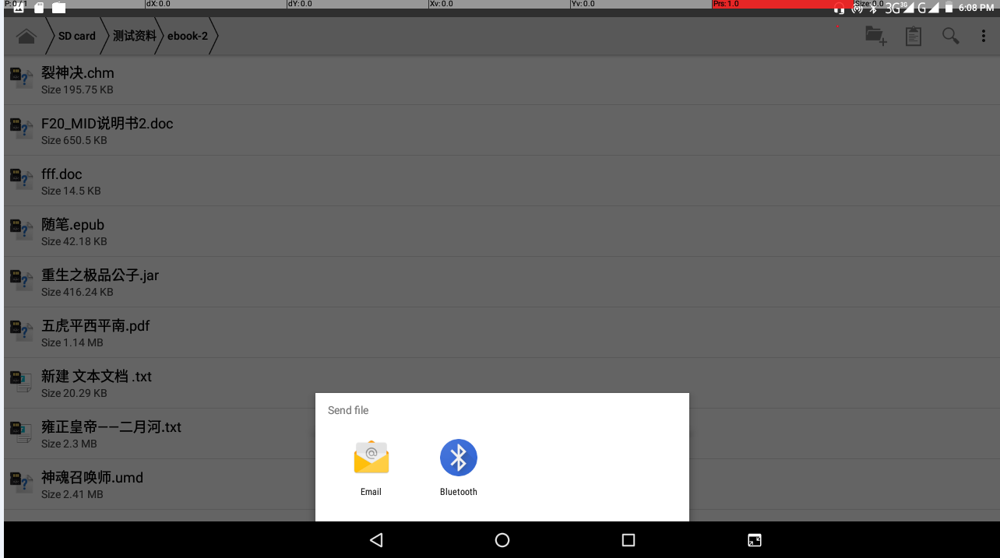 P: 0 / 1 dX: 0.0 dY: 0.0 Xv: 0.0 Yv: 0.0 Prs: 1.0 Size: 0.0
3G 3G G 6:08 PM
SD card 测试资料 ebook-2
裂神决.chm
Size 195.75 KB
F20_MID说明书2.doc
Size 650.5 KB
fff.doc
Size 14.5 KB
随笔.epub
Size 42.18 KB
重生之极品公子.jar
Size 416.24 KB
五虎平西平南.pdf
Size 1.14 MB
新建 文本文档 .txt
Size 20.29 KB
雍正皇帝——二月河.txt
Size 2.3 MB
神魂召唤师.umd
Size 2.41 MB
Send file
Email Bluetooth